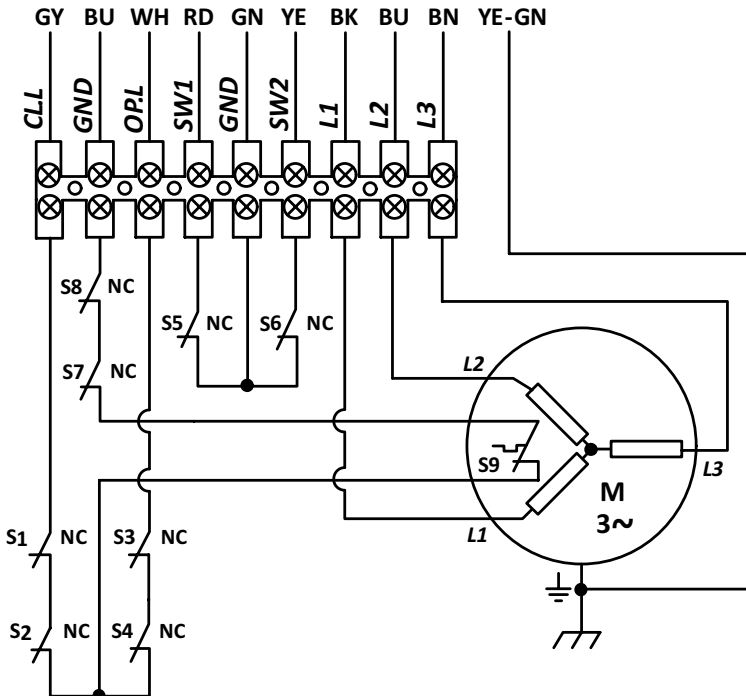 GY BU WH RD GN YE BK BU BN YE-GN
CLL GND OP.L SW1 GND SW2 L1 L2 L3
S8 NC
S5 NC S6 NC
S7 NC
L2
S9
L3
M
3~
L1
S1 NC S3 NC
S2 NC S4 NC